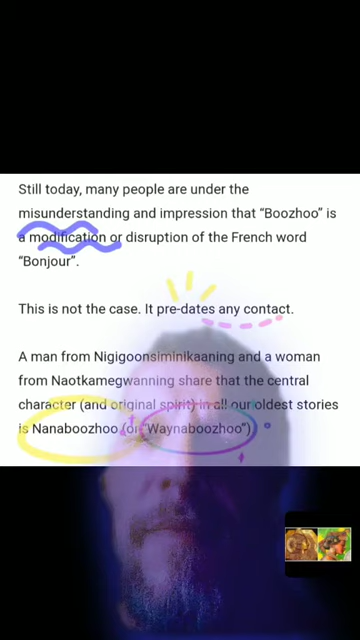 Still today, many people are under the
misunderstanding and impression that “Boozhoo” is
a modification or disruption of the French word
“Bonjour”.
This is not the case. It pre-dates any contact.
A man from Nigigoonsiminikaaning and a woman
from Naotkamegwanning share that the central
character (and original spirit) in all our oldest stories
is Nanaboozhoo (or “Waynaboozhoo”)